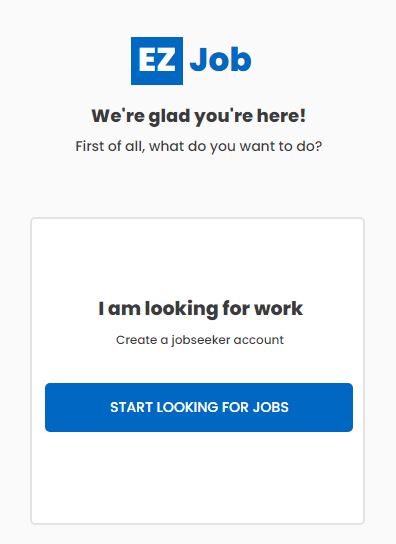 EZ Job
We're glad you're here!
First of all, what do you want to do?
I am looking for work
Create a jobseeker account
START LOOKING FOR JOBS